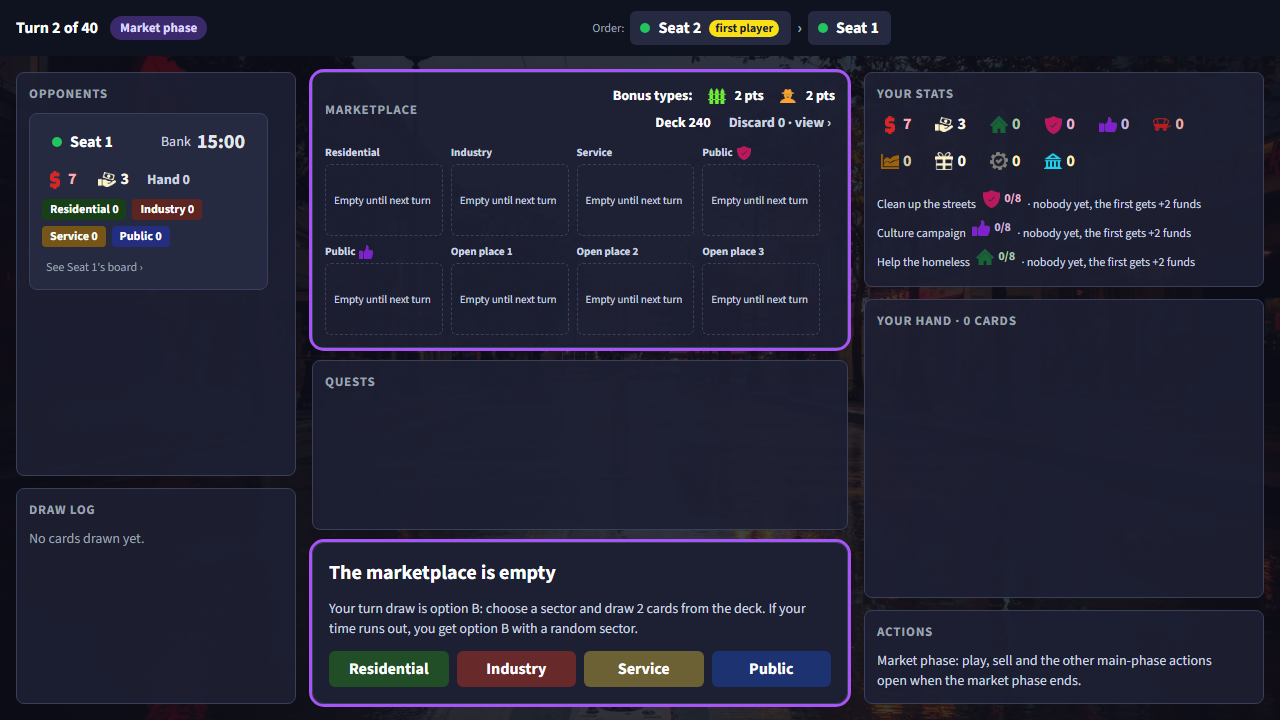 Turn 2 of 40 Market phase Order: Seat 2 first player › Seat 1
OPPONENTS
Seat 1 Bank 15:00
7 3 Hand 0
Residential 0 Industry 0
Service 0 Public 0
See Seat 1's board ›
DRAW LOG
No cards drawn yet.
MARKETPLACE
Bonus types: 2 pts 2 pts
Deck 240 Discard 0 · view ›
Residential Industry Service Public
Empty until next turn Empty until next turn Empty until next turn Empty until next turn
Public Open place 1 Open place 2 Open place 3
Empty until next turn Empty until next turn Empty until next turn Empty until next turn
QUESTS
The marketplace is empty
Your turn draw is option B: choose a sector and draw 2 cards from the deck. If your
time runs out, you get option B with a random sector.
Residential Industry Service Public
YOUR STATS
7 3 0 0 0 0
0 0 0 0
Clean up the streets 0/8 · nobody yet, the first gets +2 funds
Culture campaign 0/8 · nobody yet, the first gets +2 funds
Help the homeless 0/8 · nobody yet, the first gets +2 funds
YOUR HAND · 0 CARDS
ACTIONS
Market phase: play, sell and the other main-phase actions
open when the market phase ends.